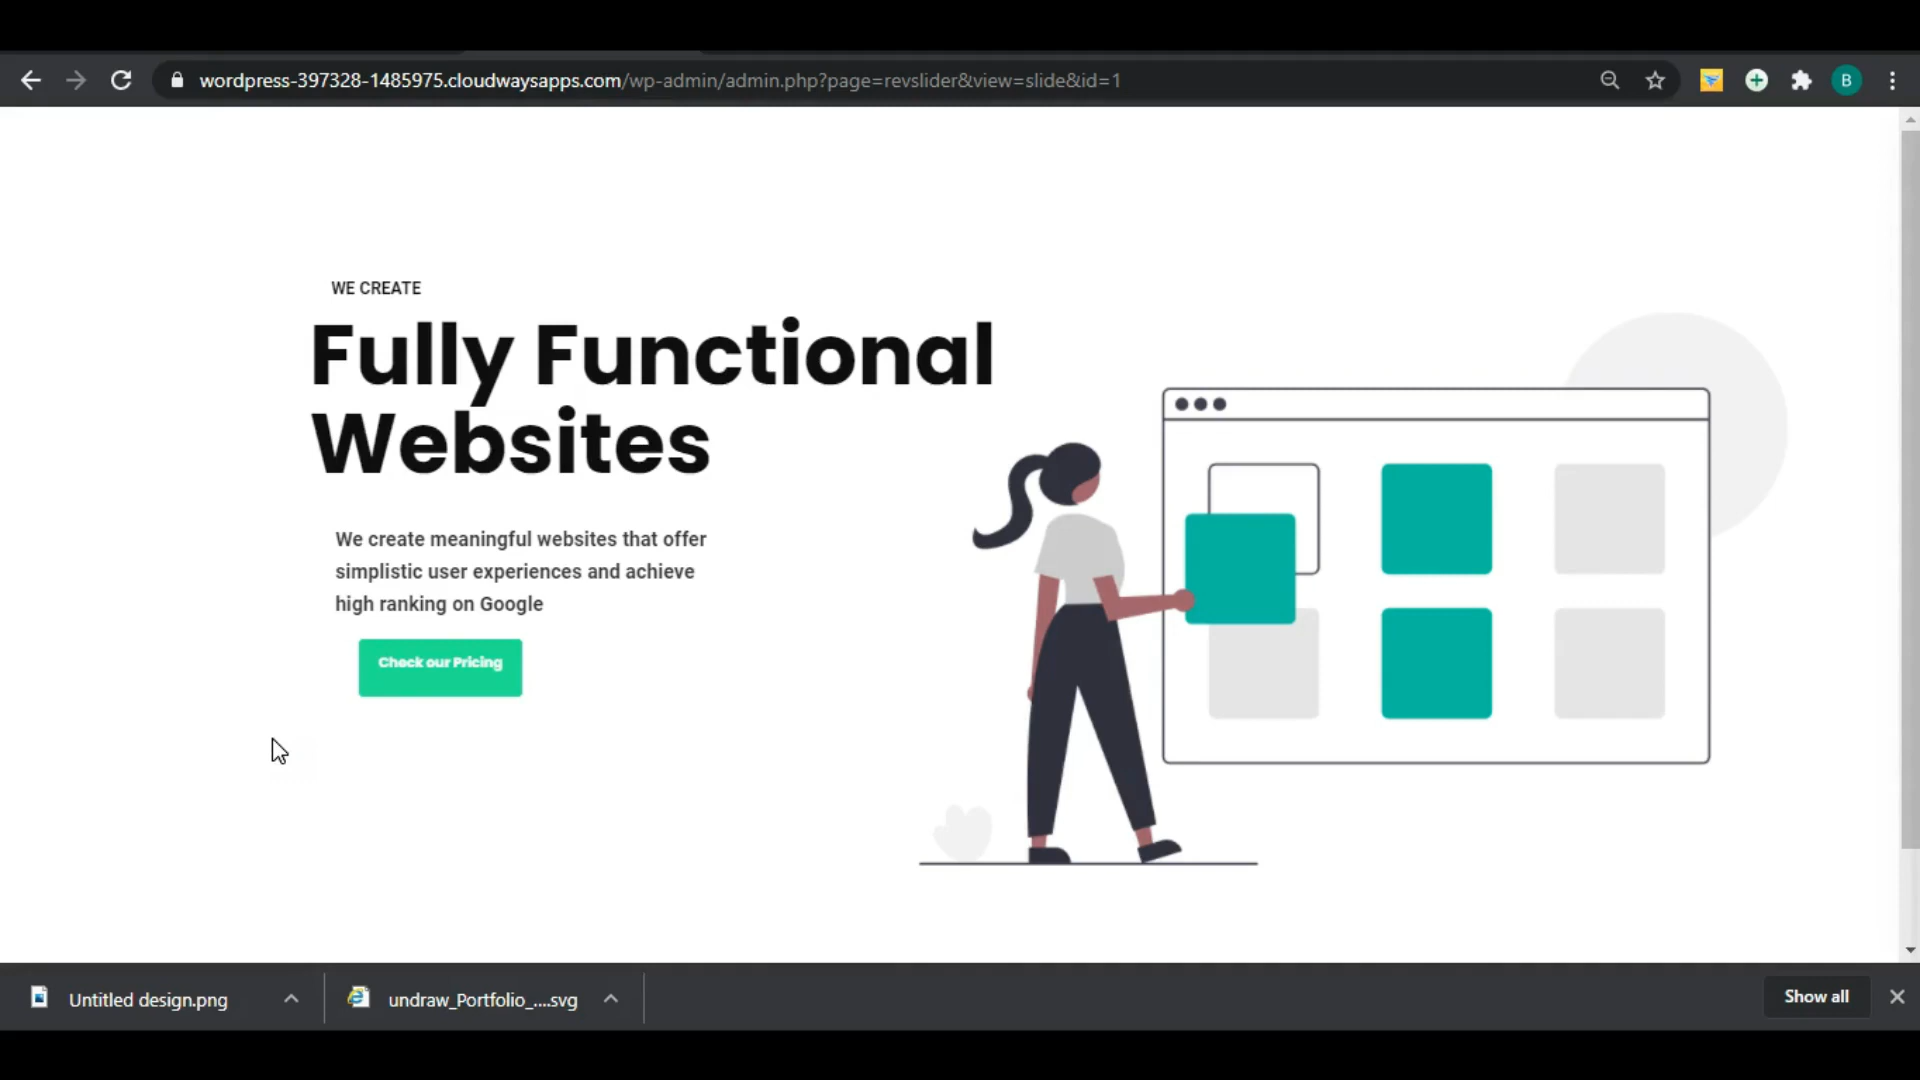 wordpress-397328-1485975.cloudwaysapps.com/wp-admin/admin.php?page=revslider&view=slide&id=1
B
WE CREATE
Fully Functional
Websites
We create meaningful websites that offer
simplistic user experiences and achieve
high ranking on Google
Check our Pricing
Untitled design.png
undraw_Portfolio_....svg
Show all